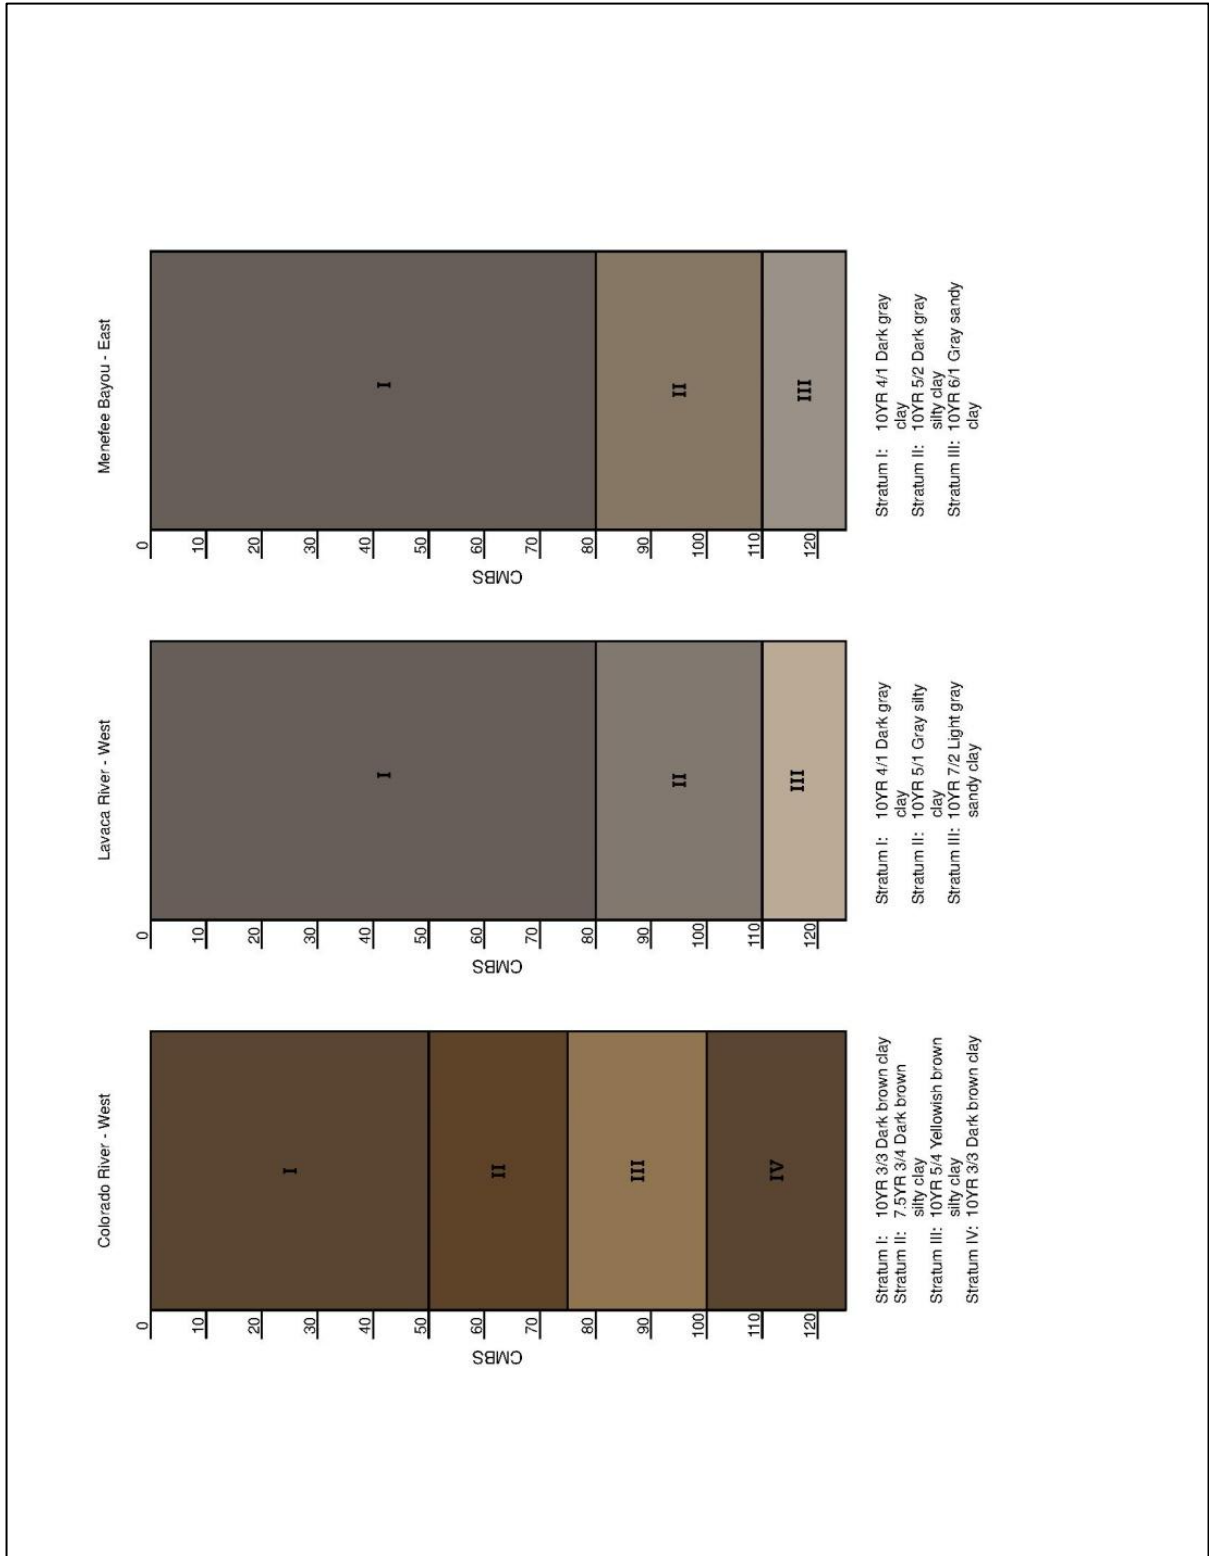 Colorado River - West
0
10
20
30
40
50
60
70
80
90
100
110
120
CMBS
I
II
III
IV
Stratum I: 10YR 3/3 Dark brown clay
Stratum II: 7.5YR 3/4 Dark brown
silty clay
Stratum III: 10YR 5/4 Yellowish brown
silty clay
Stratum IV: 10YR 3/3 Dark brown clay
Lavaca River - West
0
10
20
30
40
50
60
70
80
90
100
110
120
CMBS
I
II
III
Stratum I: 10YR 4/1 Dark gray
clay
Stratum II: 10YR 5/1 Gray silty
clay
Stratum III: 10YR 7/2 Light gray
sandy clay
Menefee Bayou - East
0
10
20
30
40
50
60
70
80
90
100
110
120
CMBS
I
II
III
Stratum I: 10YR 4/1 Dark gray
clay
Stratum II: 10YR 5/2 Dark gray
silty clay
Stratum III: 10YR 6/1 Gray sandy
clay